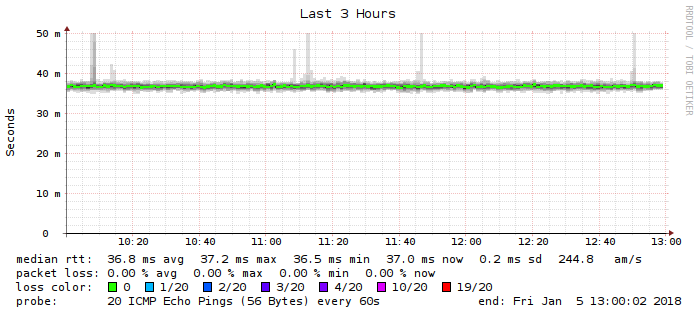 Last 3 Hours
RRDTOOL / TOBI OETIKER
50 m
40 m
30 m
20 m
10 m
0
Seconds
10:20 10:40 11:00 11:20 11:40 12:00 12:20 12:40 13:00
median rtt: 36.8 ms avg 37.2 ms max 36.5 ms min 37.0 ms now 0.2 ms sd 244.8 am/s
packet loss: 0.00 % avg 0.00 % max 0.00 % min 0.00 % now
loss color: 0 1/20 2/20 3/20 4/20 10/20 19/20
probe: 20 ICMP Echo Pings (56 Bytes) every 60s end: Fri Jan 5 13:00:02 2018